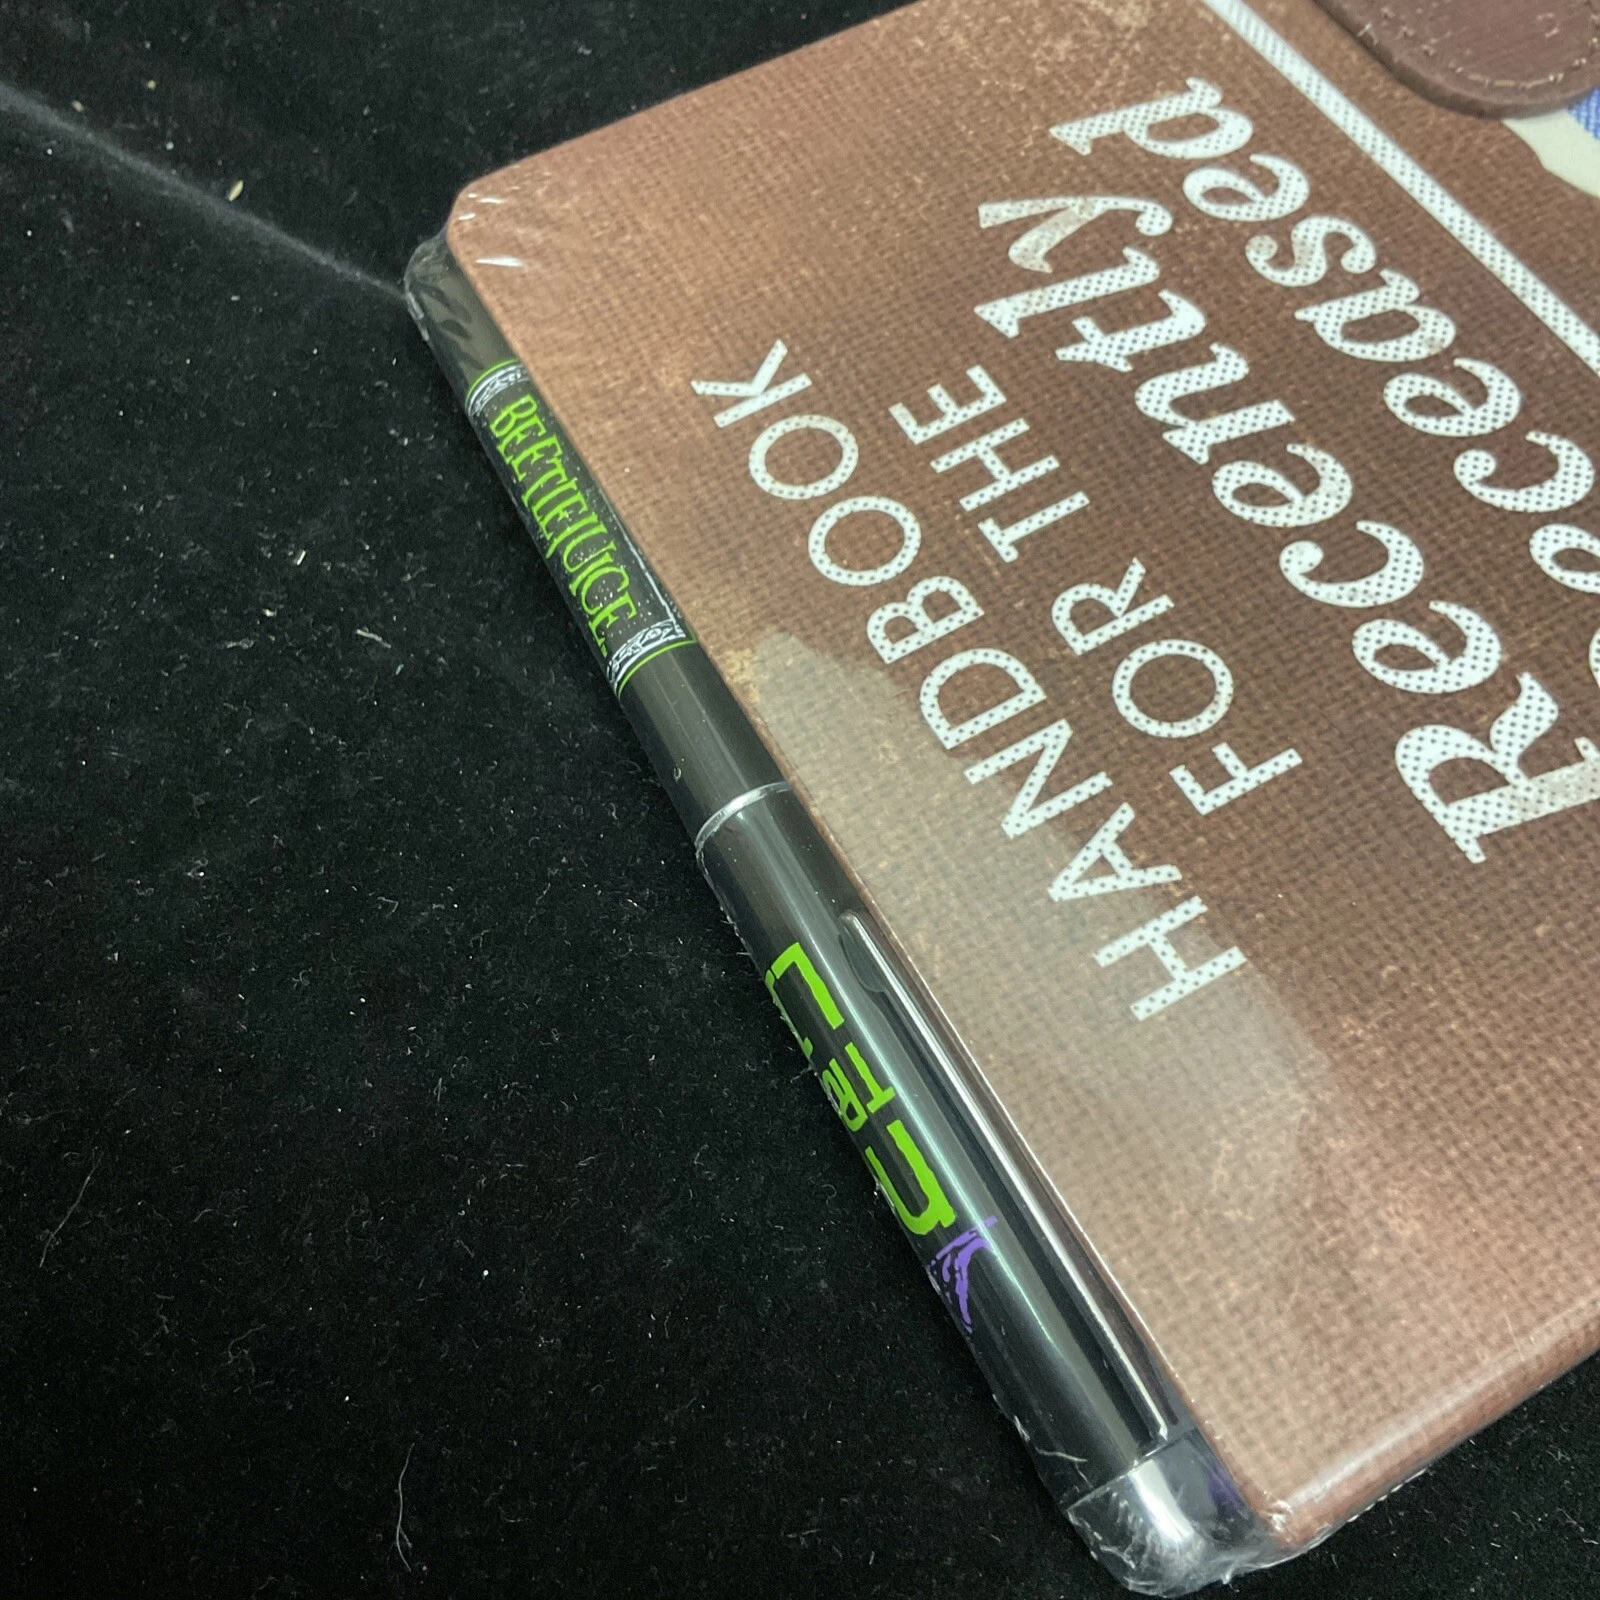 HANDBOOK
FOR THE
Recently
Deceased
BEETLEJUICE